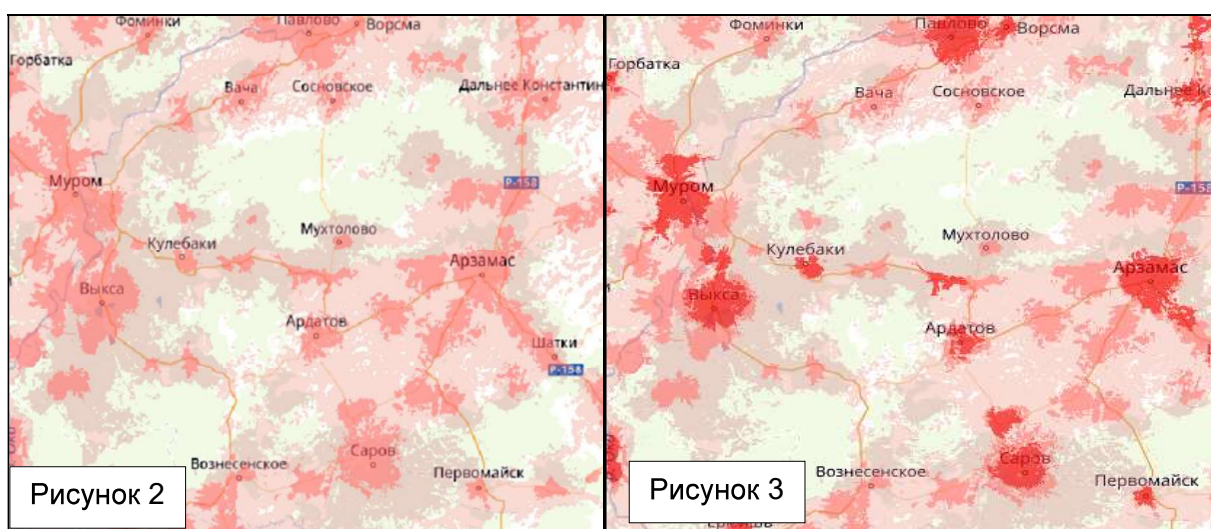 Фоминки
Павлово
Ворсма
Горбатка
Вача
Сосновское
Дальнее Константин
Муром
Р-158
Кулебаки
Мухтолово
Арзамас
Выкса
Ардатов
Шатки
Р-158
Саров
Вознесенское
Первомайск
Рисунок 2
Фоминки
Павлово
Ворсма
Горбатка
Вача
Сосновское
Дальнее Ко
Муром
Р-158
Кулебаки
Мухтолово
Арзамас
Выкса
Ардатов
Саров
Вознесенское
Первомайск
Рисунок 3